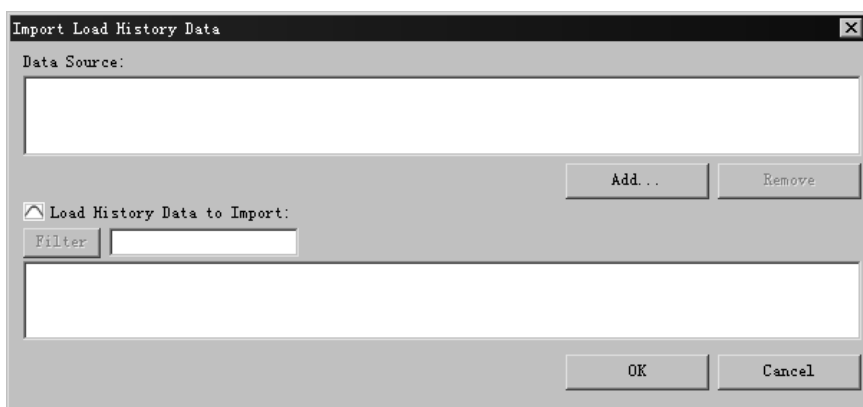 Import Load History Data
Data Source:
Add... Remove
Load History Data to Import:
Filter
OK Cancel